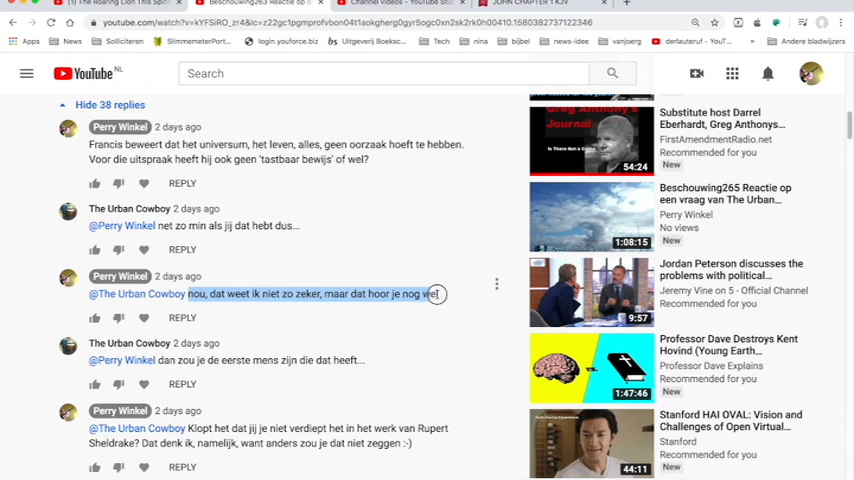 (1) The Roaring Lion This Spi
Beschouwing265 Reactie op d
Channel videos - YouTube Stu
JOHN CHAPTER 1 KJV
youtube.com/watch?v=kYFSiRO_zr4&lc=z22gc1pgmprofvbon04t1aokgherg0gyr5ogc0xn2sk2rk0h00410.1580382737122346
Apps
News
Solliciteren
SlimmemeterPortal
login.youforce.biz
Uitgeverij Boeksc...
Tech
news
bier
news-idee
vanjoerg
derlauteruf - YouT...
Andere bladwijzers
YouTube NL
Search
Hide 38 replies
Perry Winkel 2 days ago
Francis beweert dat het universum, het leven, alles, geen oorzaak hoeft te hebben.
Voor die uitspraak heeft hij ook geen 'tastbaar bewijs' of wel?
REPLY
The Urban Cowboy 2 days ago
@Perry Winkel net zo min als jij dat hebt dus...
REPLY
Perry Winkel 2 days ago
@The Urban Cowboy nou, dat weet ik niet zo zeker, maar dat hoor je nog wel
REPLY
The Urban Cowboy 2 days ago
@Perry Winkel dan zou je de eerste mens zijn die dat heeft...
REPLY
Perry Winkel 2 days ago
@The Urban Cowboy Klopt het dat jij je niet verdiept het in het werk van Rupert
Sheldrake? Dat denk ik, namelijk, want anders zou je dat niet zeggen :-)
REPLY
Greg Anthony's
Journal
Is There Not a Cause
54:24
Substitute host Darrel
Eberhardt, Greg Anthonys...
FirstAmendmentRadio.net
Recommended for you
New
1:08:15
Beschouwing265 Reactie op
een vraag van The Urban...
Perry Winkel
No views
New
9:57
Jordan Peterson discusses the
problems with political...
Jeremy Vine on 5 - Official Channel
Recommended for you
VS.
1:47:46
Professor Dave Destroys Kent
Hovind (Young Earth...
Professor Dave Explains
Recommended for you
New
44:11
Stanford HAI OVAL: Vision and
Challenges of Open Virtual...
Stanford
Recommended for you
New